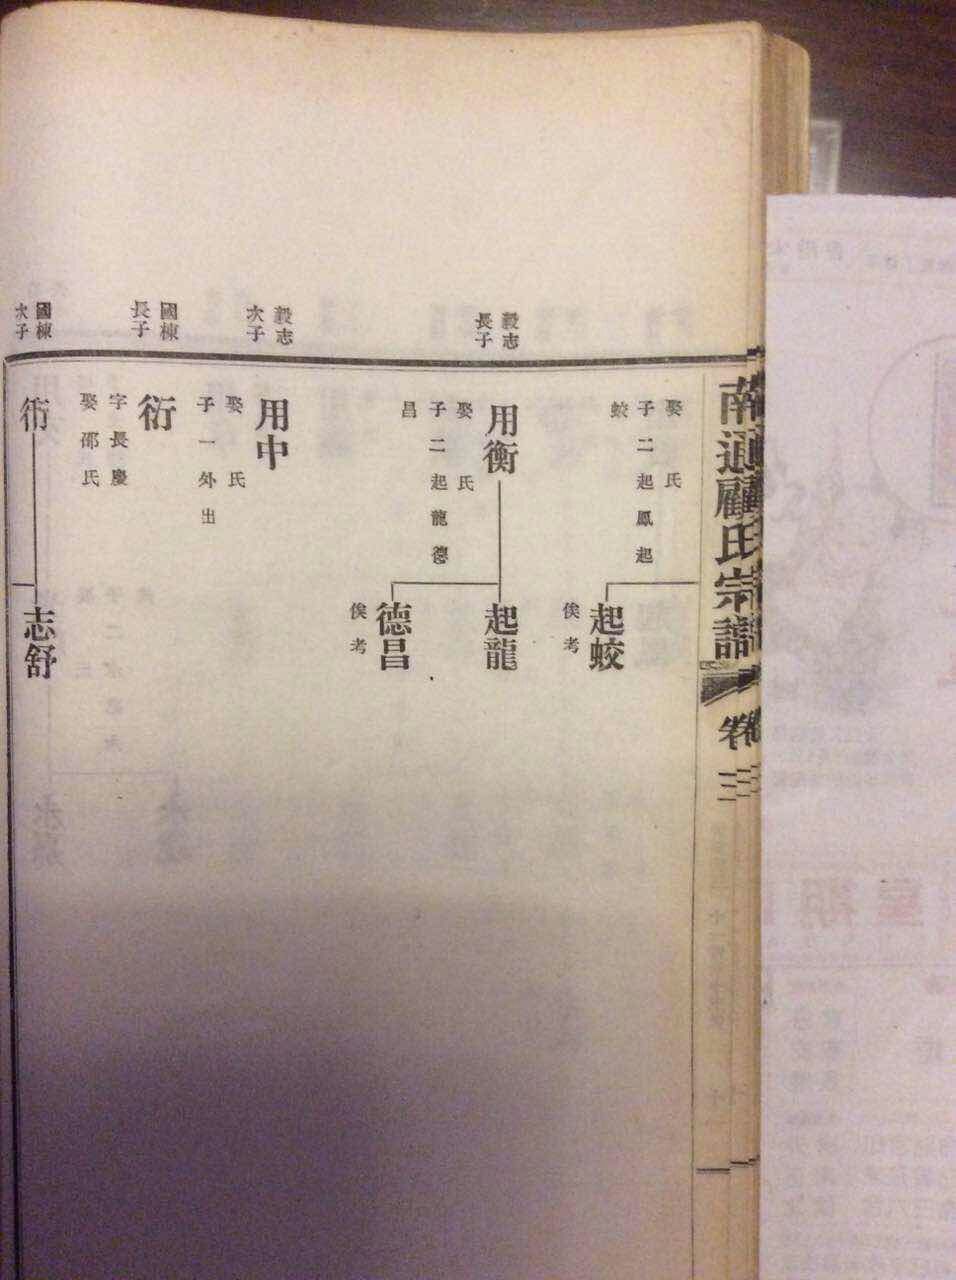 南通顧氏宗譜
卷三
娶 氏
子二起鳳起
蛟
起蛟
俟考
毅志
長子
用衡
娶 氏
子二起龍德
昌
起龍
德昌
俟考
毅志
次子
用中
娶 氏
子一外出
國棟
長子
衍
字長慶
娶邵氏
國棟
次子
志舒